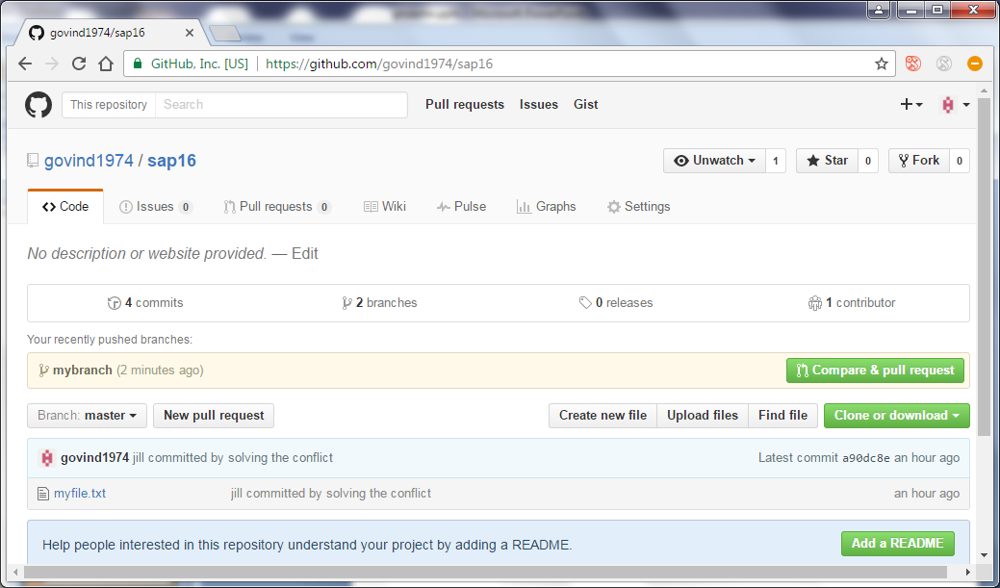 govind1974/sap16
GitHub, Inc. [US] https://github.com/govind1974/sap16
This repository Search Pull requests Issues Gist
govind1974 / sap16 Unwatch 1 Star 0 Fork 0
Code Issues 0 Pull requests 0 Wiki Pulse Graphs Settings
No description or website provided. — Edit
4 commits 2 branches 0 releases 1 contributor
Your recently pushed branches:
mybranch (2 minutes ago) Compare & pull request
Branch: master New pull request Create new file Upload files Find file Clone or download
govind1974 jill committed by solving the conflict Latest commit a90dc8e an hour ago
myfile.txt jill committed by solving the conflict an hour ago
Help people interested in this repository understand your project by adding a README. Add a README